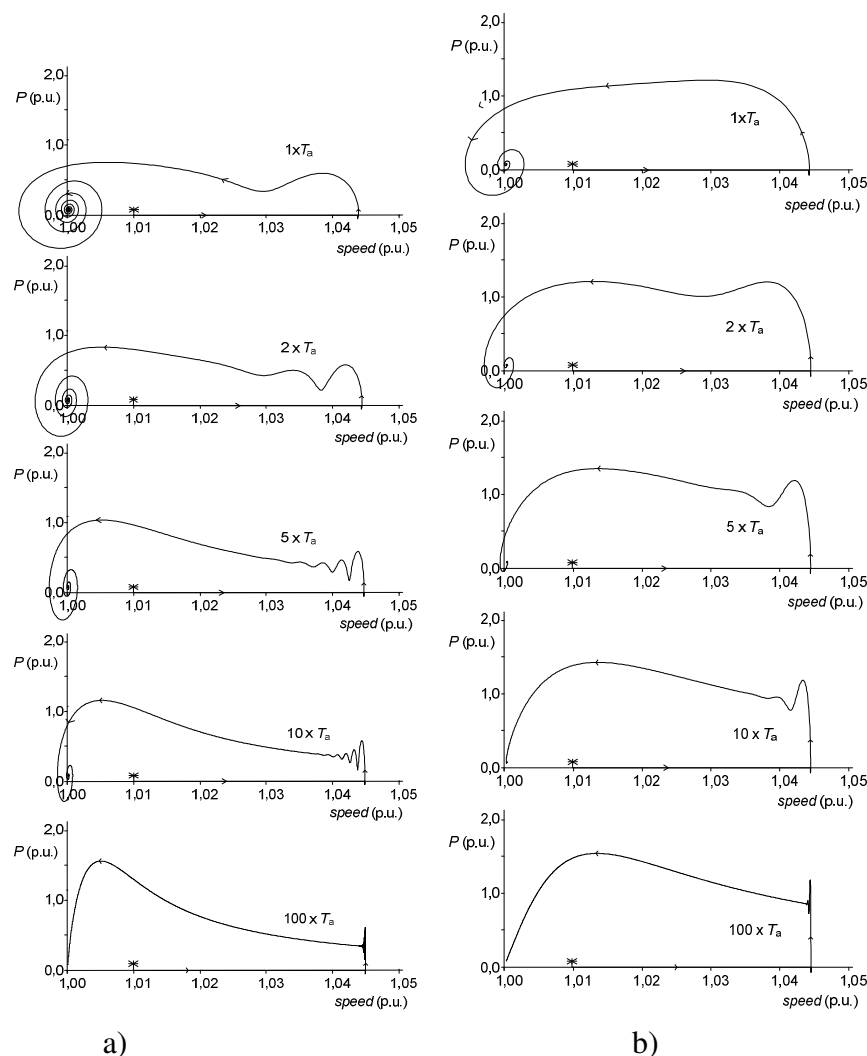 2,0
P (p.u.)
1,0
1xTa
0,0
1,00 1,01 1,02 1,03 1,04 1,05
speed (p.u.)
2,0
P (p.u.)
1,0
2 x Ta
0,0
1,00 1,01 1,02 1,03 1,04 1,05
speed (p.u.)
2,0
P (p.u.)
1,0
5 x Ta
0,0
1,00 1,01 1,02 1,03 1,04 1,05
speed (p.u.)
2,0
P (p.u.)
1,0
10 x Ta
0,0
1,00 1,01 1,02 1,03 1,04 1,05
speed (p.u.)
2,0
P (p.u.)
1,0
100 x Ta
0,0
1,00 1,01 1,02 1,03 1,04 1,05
speed (p.u.)
a)
P
(p.u.)
2,0
1,0
1xTa
0,0
1,00 1,01 1,02 1,03 1,04 1,05
speed (p.u.)
2,0
P (p.u.)
1,0
2 x Ta
0,0
1,00 1,01 1,02 1,03 1,04 1,05
speed (p.u.)
2,0
P (p.u.)
1,0
5 x Ta
0,0
1,00 1,01 1,02 1,03 1,04 1,05
speed (p.u.)
2,0
P (p.u.)
1,0
10 x Ta
0,0
1,00 1,01 1,02 1,03 1,04 1,05
speed (p.u.)
2,0
P (p.u.)
1,0
100 x Ta
0,0
1,00 1,01 1,02 1,03 1,04 1,05
speed (p.u.)
b)